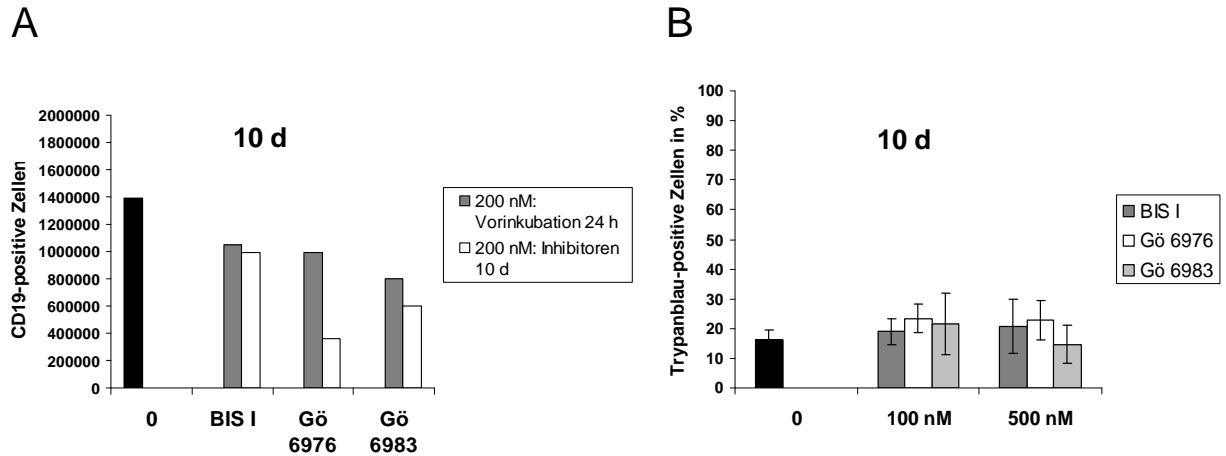 A
10 d
CD19-positive Zellen
2000000
1800000
1600000
1400000
1200000
1000000
800000
600000
400000
200000
0
0
BIS I
Gö
6976
Gö
6983
200 nM:
Vorinkubation 24 h
200 nM: Inhibitoren
10 d
B
10 d
Trypanblau-positive Zellen in %
100
90
80
70
60
50
40
30
20
10
0
0
100 nM
500 nM
BIS I
Gö 6976
Gö 6983